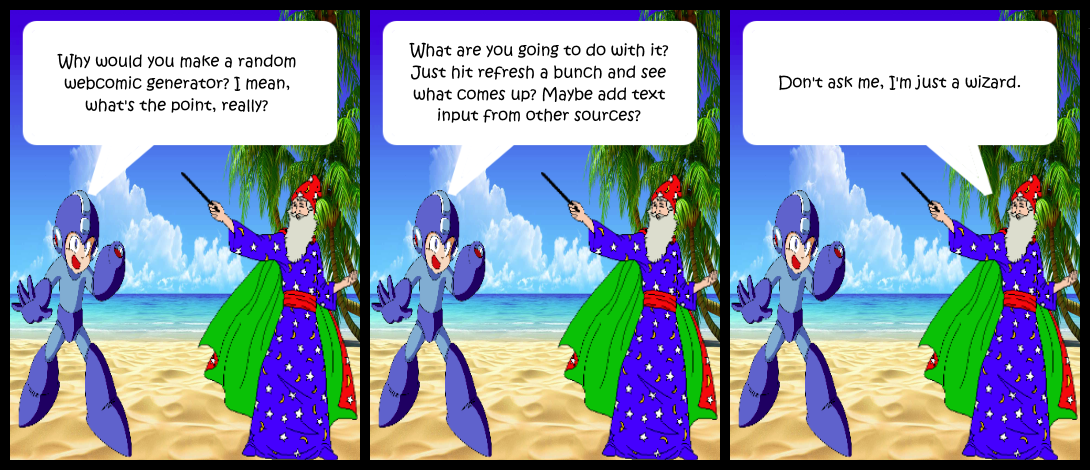 Why would you make a random
webcomic generator? I mean,
what's the point, really?
What are you going to do with it?
Just hit refresh a bunch and see
what comes up? Maybe add text
input from other sources?
Don't ask me, I'm just a wizard.